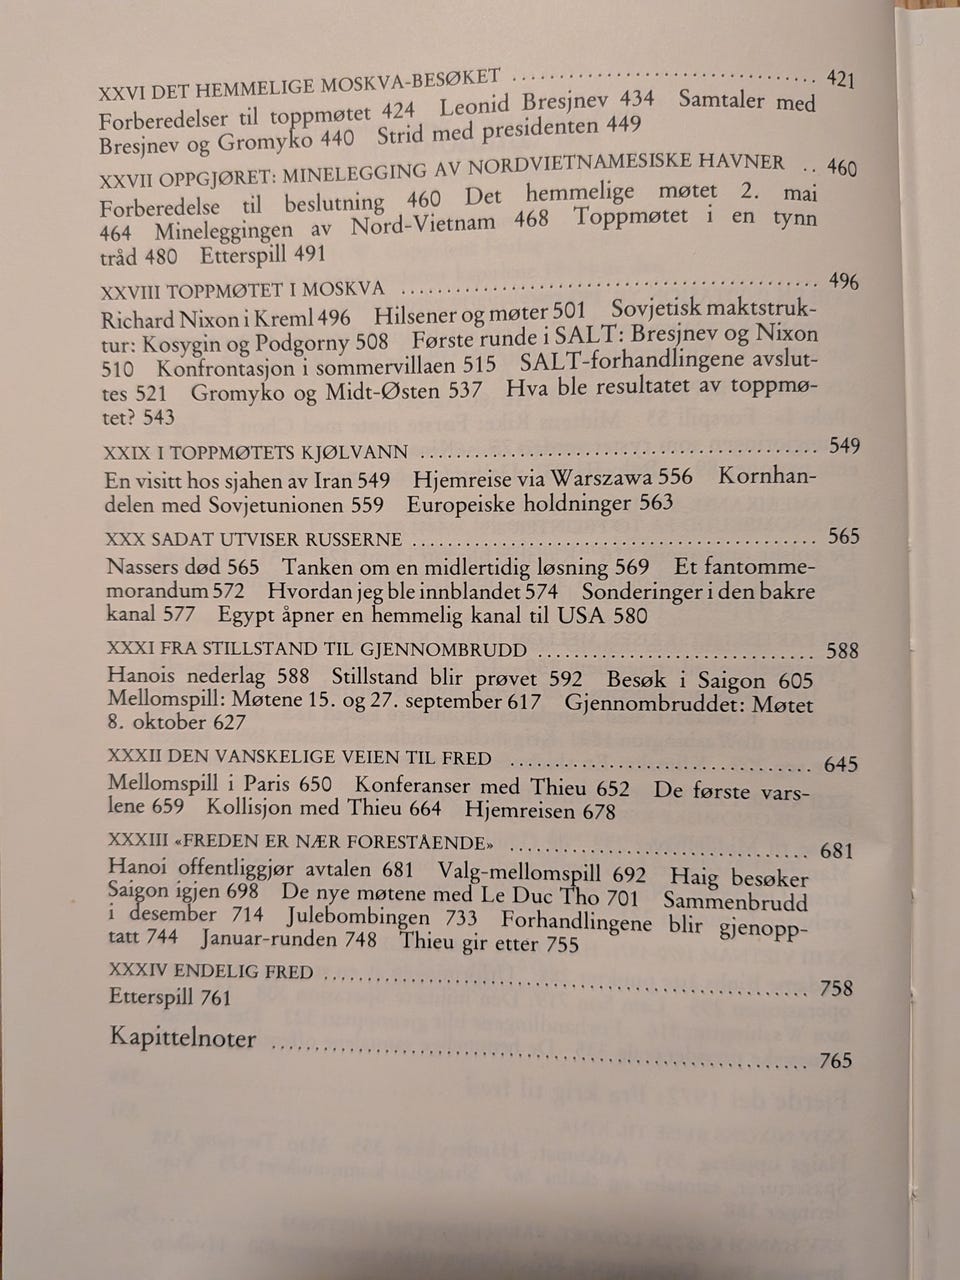 XXVI DET HEMMELIGE MOSKVA-BESØKET ................................ 421
Forberedelser til toppmøtet 424 Leonid Bresjnev 434 Samtaler med
Bresjnev og Gromyko 440 Strid med presidenten 449
XXVII OPPGJØRET: MINELEGGING AV NORDVIETNAMESISKE HAVNER .. 460
Forberedelse til beslutning 460 Det hemmelige møtet 2. mai
464 Mineleggingen av Nord-Vietnam 468 Toppmøtet i en tynn
tråd 480 Etterspill 491
XXVIII TOPPMØTET I MOSKVA ............................................ 496
Richard Nixon i Kreml 496 Hilsener og møter 501 Sovjetisk maktstruk-
tur: Kosygin og Podgorny 508 Første runde i SALT: Bresjnev og Nixon
510 Konfrontasjon i sommervillaen 515 SALT-forhandlingene avslut-
tes 521 Gromyko og Midt-Østen 537 Hva ble resultatet av toppmø-
tet? 543
XXIX I TOPPMØTETS KJØLVANN .......................................... 549
En visitt hos sjahen av Iran 549 Hjemreise via Warszawa 556 Kornhan-
delen med Sovjetunionen 559 Europeiske holdninger 563
XXX SADAT UTVISER RUSSERNE ........................................... 565
Nassers død 565 Tanken om en midlertidig løsning 569 Et fantomme-
morandum 572 Hvordan jeg ble innblandet 574 Sonderinger i den bakre
kanal 577 Egypt åpner en hemmelig kanal til USA 580
XXXI FRA STILLSTAND TIL GJENNOMBRUDD ............................. 588
Hanois nederlag 588 Stillstand blir prøvet 592 Besøk i Saigon 605
Mellomspill: Møtene 15. og 27. september 617 Gjennombruddet: Møtet
8. oktober 627
XXXII DEN VANSKELIGE VEIEN TIL FRED ................................ 645
Mellomspill i Paris 650 Konferanser med Thieu 652 De første vars-
lene 659 Kollisjon med Thieu 664 Hjemreisen 678
XXXIII «FREDEN ER NÆR FORESTÅENDE» ................................ 681
Hanoi offentliggjør avtalen 681 Valg-mellomspill 692 Haig besøker
Saigon igjen 698 De nye møtene med Le Duc Tho 701 Sammenbrudd
i desember 714 Julebombingen 733 Forhandlingene blir gjenopp-
tatt 744 Januar-runden 748 Thieu gir etter 755
XXXIV ENDELIG FRED .................................................... 758
Etterspill 761
Kapittelnoter ......................................................... 765